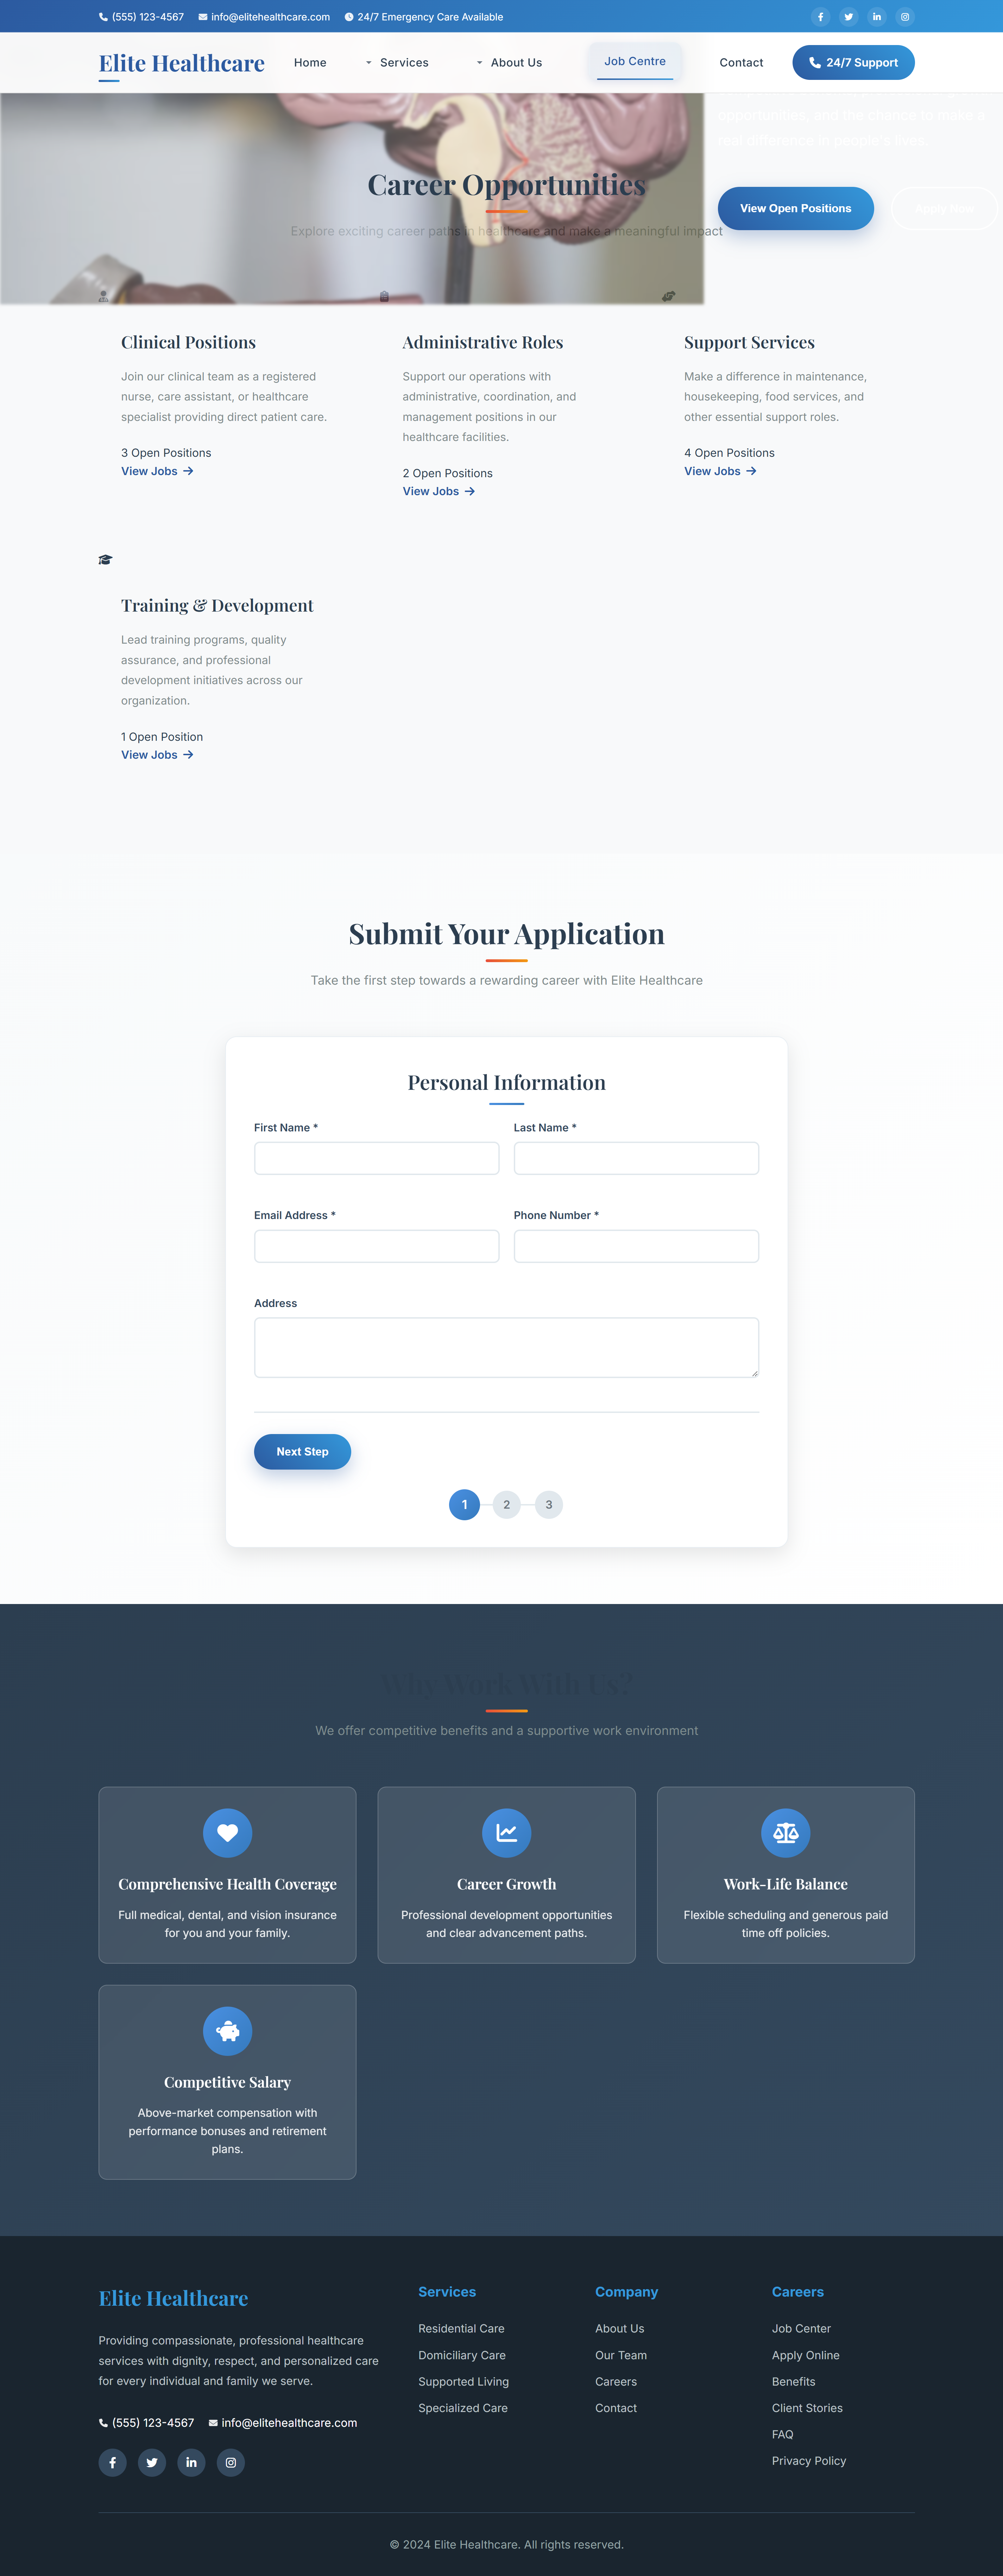 (555) 123-4567 info@elitehealthcare.com 24/7 Emergency Care Available
Elite Healthcare Home Services About Us Job Centre Contact 24/7 Support
opportunities, and the chance to make a
real difference in people's lives.
Career Opportunities
View Open Positions Apply Now
Explore exciting career paths in healthcare and make a meaningful impact
Clinical Positions
Join our clinical team as a registered
nurse, care assistant, or healthcare
specialist providing direct patient care.
3 Open Positions
View Jobs
Administrative Roles
Support our operations with
administrative, coordination, and
management positions in our
healthcare facilities.
2 Open Positions
View Jobs
Support Services
Make a difference in maintenance,
housekeeping, food services, and
other essential support roles.
4 Open Positions
View Jobs
Training & Development
Lead training programs, quality
assurance, and professional
development initiatives across our
organization.
1 Open Position
View Jobs
Submit Your Application
Take the first step towards a rewarding career with Elite Healthcare
Personal Information
First Name * Last Name *
Email Address * Phone Number *
Address
Next Step
1 2 3
Why Work With Us?
We offer competitive benefits and a supportive work environment
Comprehensive Health Coverage
Full medical, dental, and vision insurance
for you and your family.
Career Growth
Professional development opportunities
and clear advancement paths.
Work-Life Balance
Flexible scheduling and generous paid
time off policies.
Competitive Salary
Above-market compensation with
performance bonuses and retirement
plans.
Elite Healthcare
Providing compassionate, professional healthcare
services with dignity, respect, and personalized care
for every individual and family we serve.
(555) 123-4567 info@elitehealthcare.com
Services
Residential Care
Domiciliary Care
Supported Living
Specialized Care
Company
About Us
Our Team
Careers
Contact
Careers
Job Center
Apply Online
Benefits
Client Stories
FAQ
Privacy Policy
© 2024 Elite Healthcare. All rights reserved.